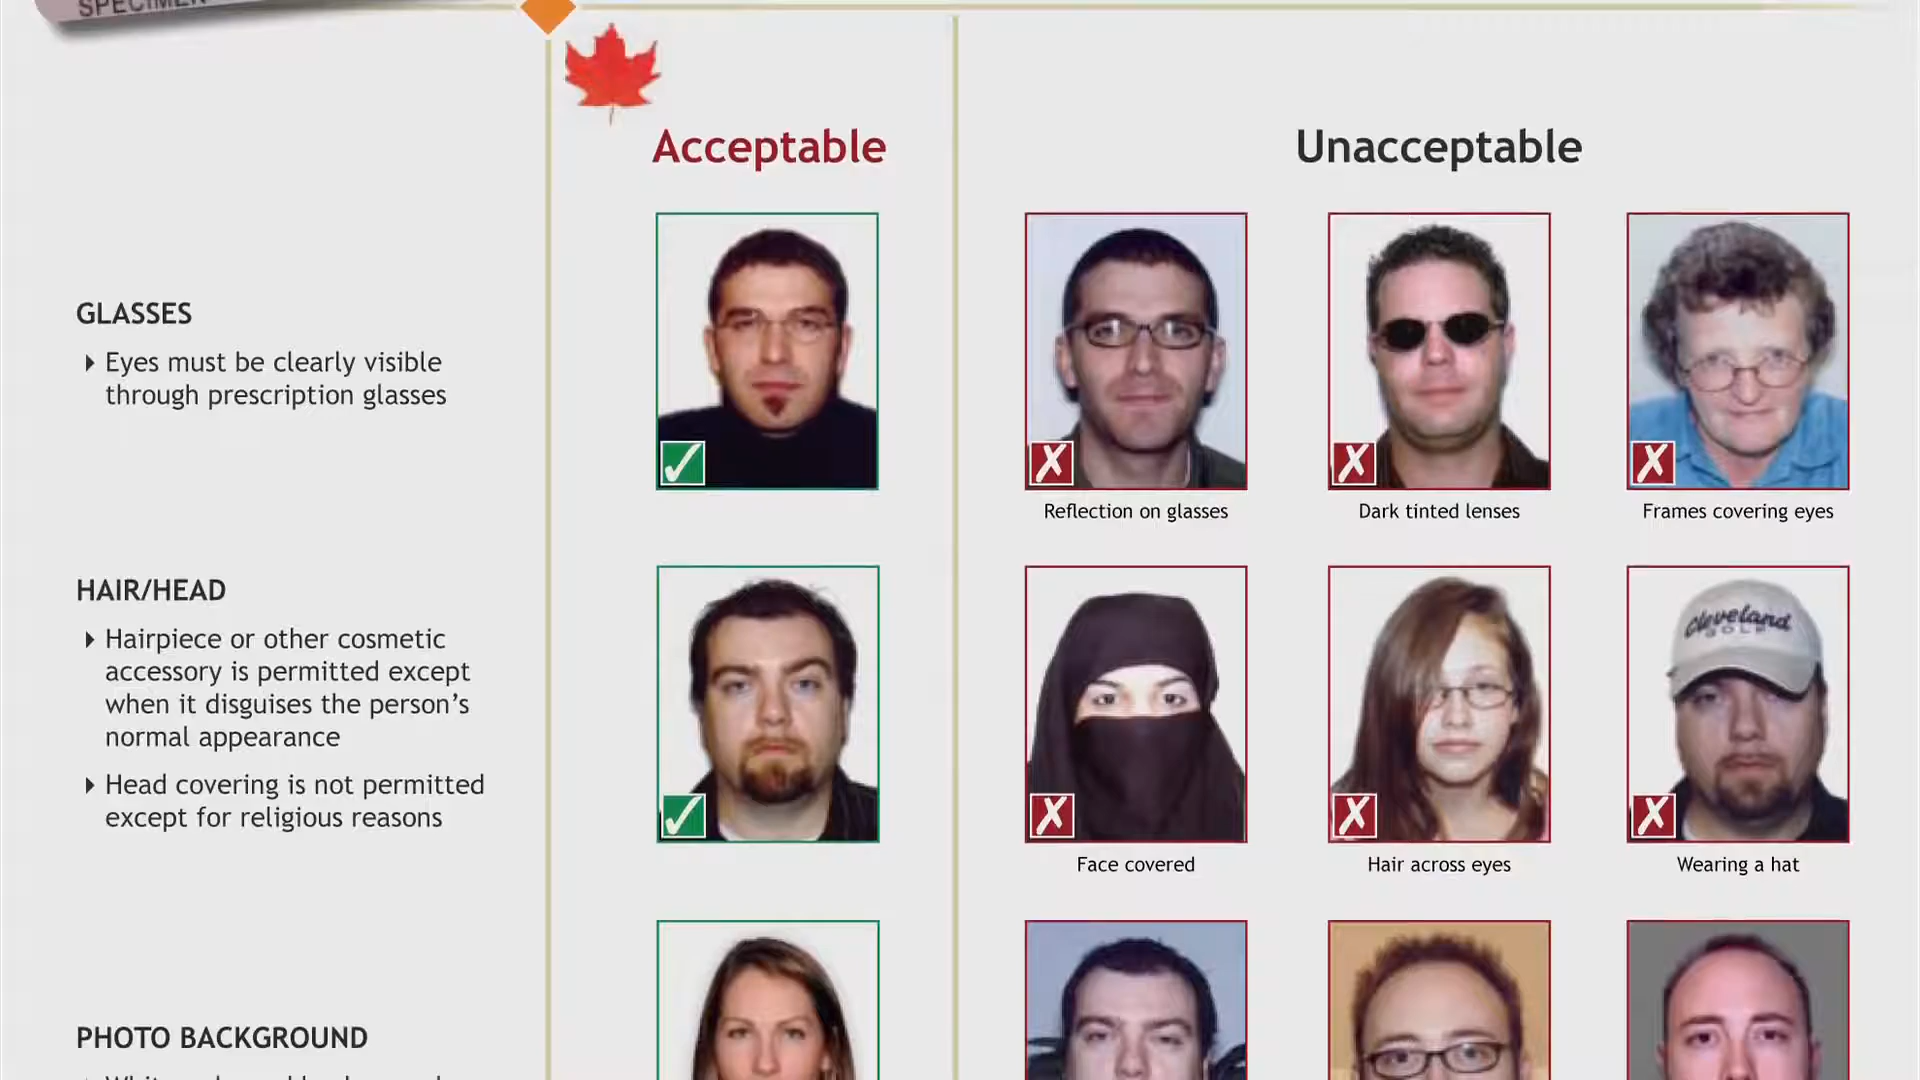 SPECIMEN
Acceptable
Unacceptable
GLASSES
Eyes must be clearly visible
through prescription glasses
Reflection on glasses
Dark tinted lenses
Frames covering eyes
HAIR/HEAD
Hairpiece or other cosmetic
accessory is permitted except
when it disguises the person’s
normal appearance
Head covering is not permitted
except for religious reasons
Cleveland
GOLF
Face covered
Hair across eyes
Wearing a hat
PHOTO BACKGROUND